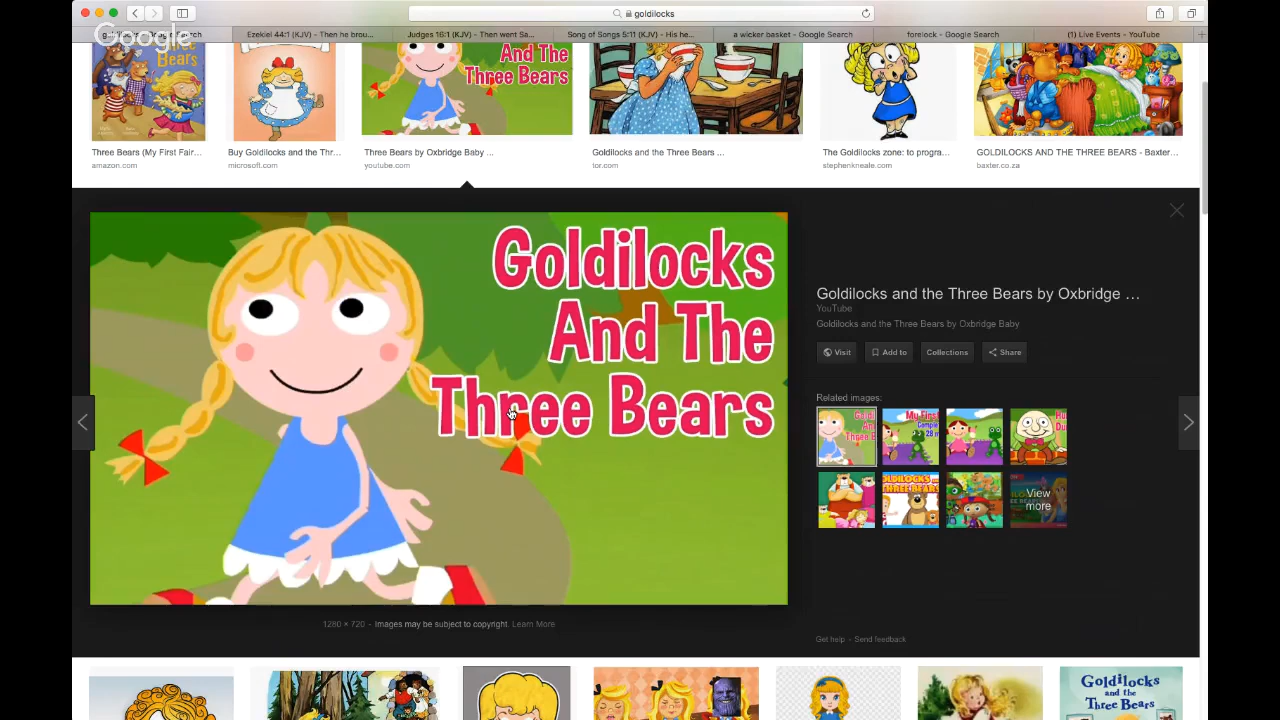 goldilocks
Google
Ezekiel 44:1 (KJV) - Then he brou...
Judges 16:1 (KJV) - Then went Sa...
Song of Songs 5:11 (KJV) - His he...
a wicker basket - Google Search
forelock - Google Search
(1) Live Events - YouTube
Three
Bears
And The
Three Bears
Three Bears (My First Fair...
amazon.com
Buy Goldilocks and the Thr...
microsoft.com
Three Bears by Oxbridge Baby ...
youtube.com
Goldilocks and the Three Bears ...
tor.com
The Goldilocks zone: to progra...
stephenkneale.com
GOLDILOCKS AND THE THREE BEARS - Baxter...
baxter.co.za
Goldilocks
And The
Three Bears
Goldilocks and the Three Bears by Oxbridge ...
YouTube
Goldilocks and the Three Bears by Oxbridge Baby
Visit
Add to
Collections
Share
Related images:
My First
View
more
1280 × 720 - Images may be subject to copyright. Learn More
Get help - Send feedback
Goldilocks
and the
Three Bears